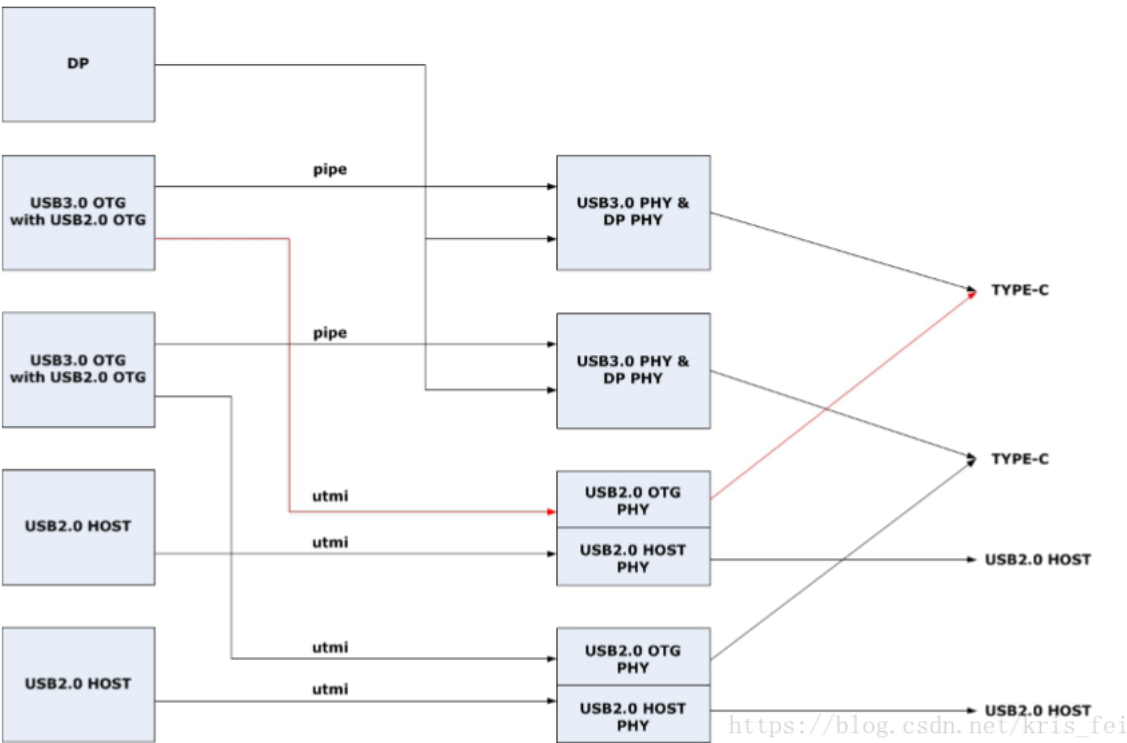 DP
pipe
USB3.0 OTG
with USB2.0 OTG
USB3.0 PHY &
DP PHY
TYPE-C
pipe
USB3.0 OTG
with USB2.0 OTG
USB3.0 PHY &
DP PHY
TYPE-C
utmi
USB2.0 OTG
PHY
USB2.0 HOST
utmi
USB2.0 HOST
PHY
USB2.0 HOST
utmi
USB2.0 OTG
PHY
USB2.0 HOST
utmi
USB2.0 HOST
PHY
USB2.0 HOST
https://blog.csdn.net/kris_fei